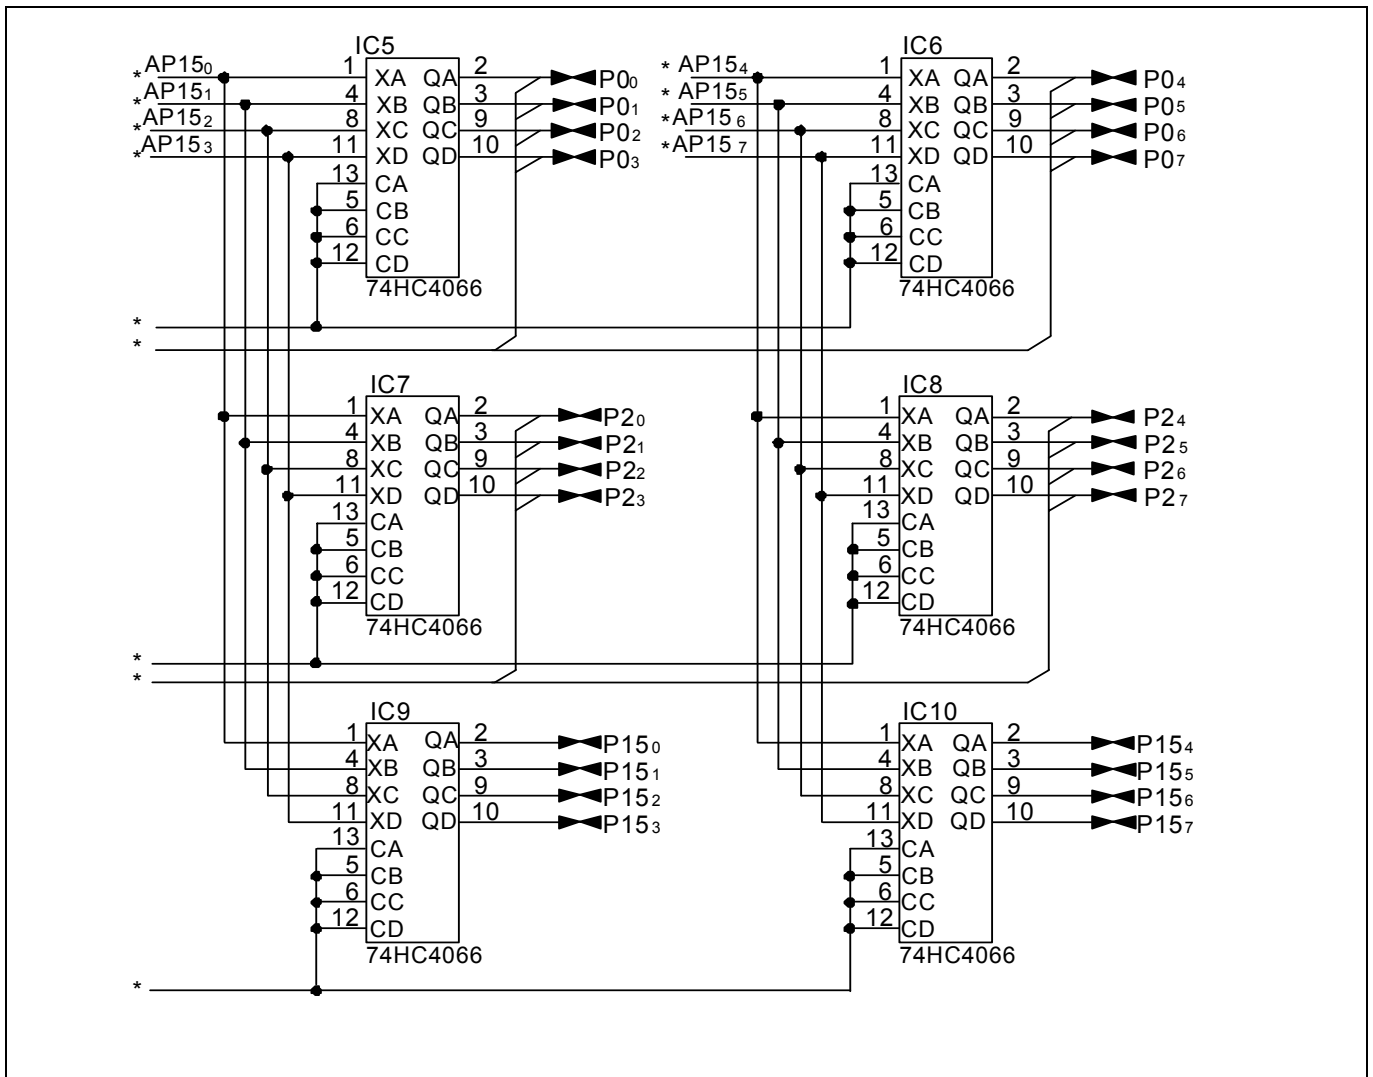 IC5
* AP15₀ 1 XA QA 2 P0₀
* AP15₁ 4 XB QB 3 P0₁
* AP15₂ 8 XC QC 9 P0₂
* AP15₃ 11 XD QD 10 P0₃
13 CA
5 CB
6 CC
12 CD
74HC4066
IC6
* AP15₄ 1 XA QA 2 P0₄
* AP15₅ 4 XB QB 3 P0₅
* AP15₆ 8 XC QC 9 P0₆
* AP15₇ 11 XD QD 10 P0₇
13 CA
5 CB
6 CC
12 CD
74HC4066
*
*
IC7
1 XA QA 2 P2₀
4 XB QB 3 P2₁
8 XC QC 9 P2₂
11 XD QD 10 P2₃
13 CA
5 CB
6 CC
12 CD
74HC4066
IC8
1 XA QA 2 P2₄
4 XB QB 3 P2₅
8 XC QC 9 P2₆
11 XD QD 10 P2₇
13 CA
5 CB
6 CC
12 CD
74HC4066
*
*
IC9
1 XA QA 2 P15₀
4 XB QB 3 P15₁
8 XC QC 9 P15₂
11 XD QD 10 P15₃
13 CA
5 CB
6 CC
12 CD
74HC4066
IC10
1 XA QA 2 P15₄
4 XB QB 3 P15₅
8 XC QC 9 P15₆
11 XD QD 10 P15₇
13 CA
5 CB
6 CC
12 CD
74HC4066
*